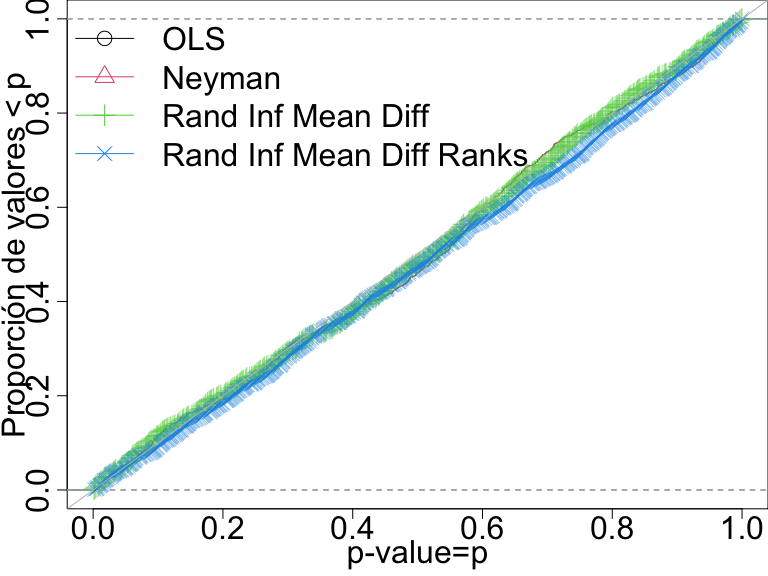 OLS
Neyman
Rand Inf Mean Diff
Rand Inf Mean Diff Ranks
Proporción de valores < p
1.0
0.8
0.6
0.4
0.2
0.0
0.0 0.2 0.4 0.6 0.8 1.0
p-value=p